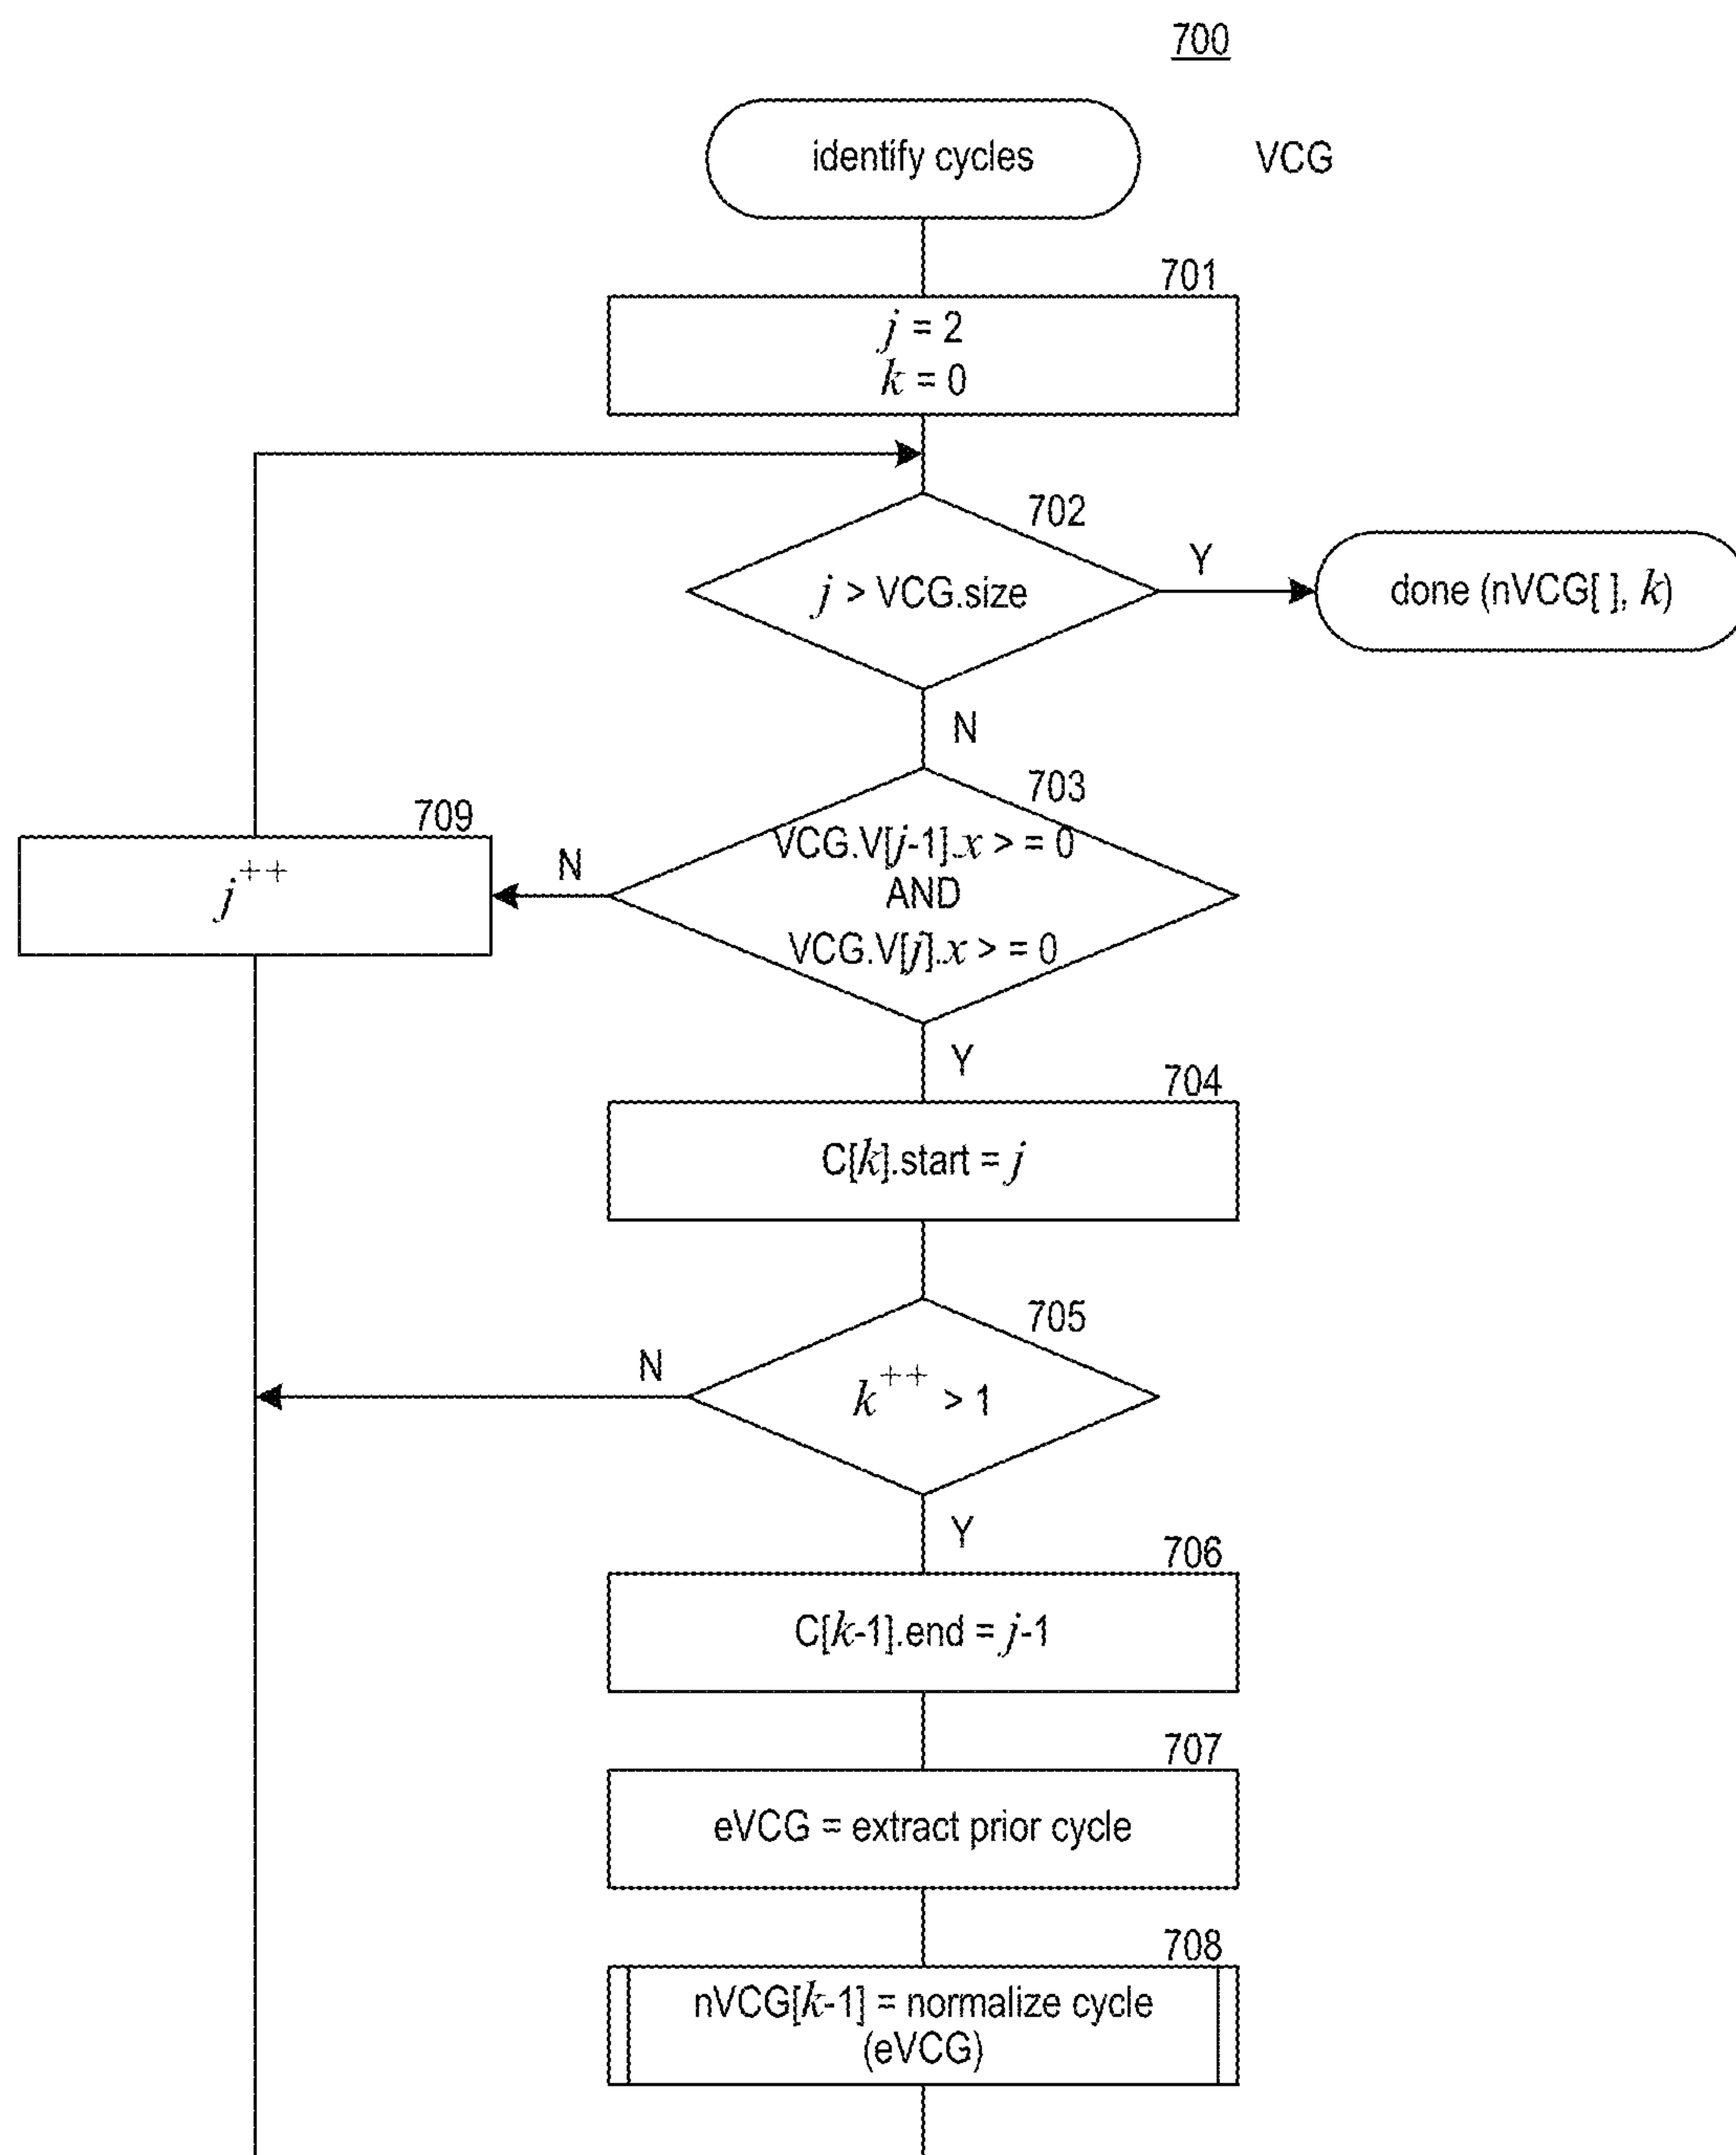 700
identify cycles
VCG
701
j = 2
k = 0
702
j > VCG.size
Y
done (nVCG[ ], k)
N
703
VCG.V[j-1].x > = 0
AND
VCG.V[j].x > = 0
709
j++
N
Y
704
C[k].start = j
705
k++ > 1
N
Y
706
C[k-1].end = j-1
707
eVCG = extract prior cycle
708
nVCG[k-1] = normalize cycle
(eVCG)